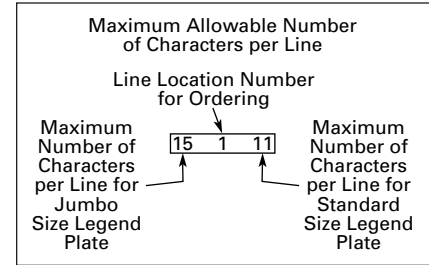 Maximum Allowable Number
of Characters per Line
Line Location Number
for Ordering
Maximum
Number of
Characters
per Line for
Jumbo
Size Legend
Plate
15 1 11
Maximum
Number of
Characters
per Line for
Standard
Size Legend
Plate